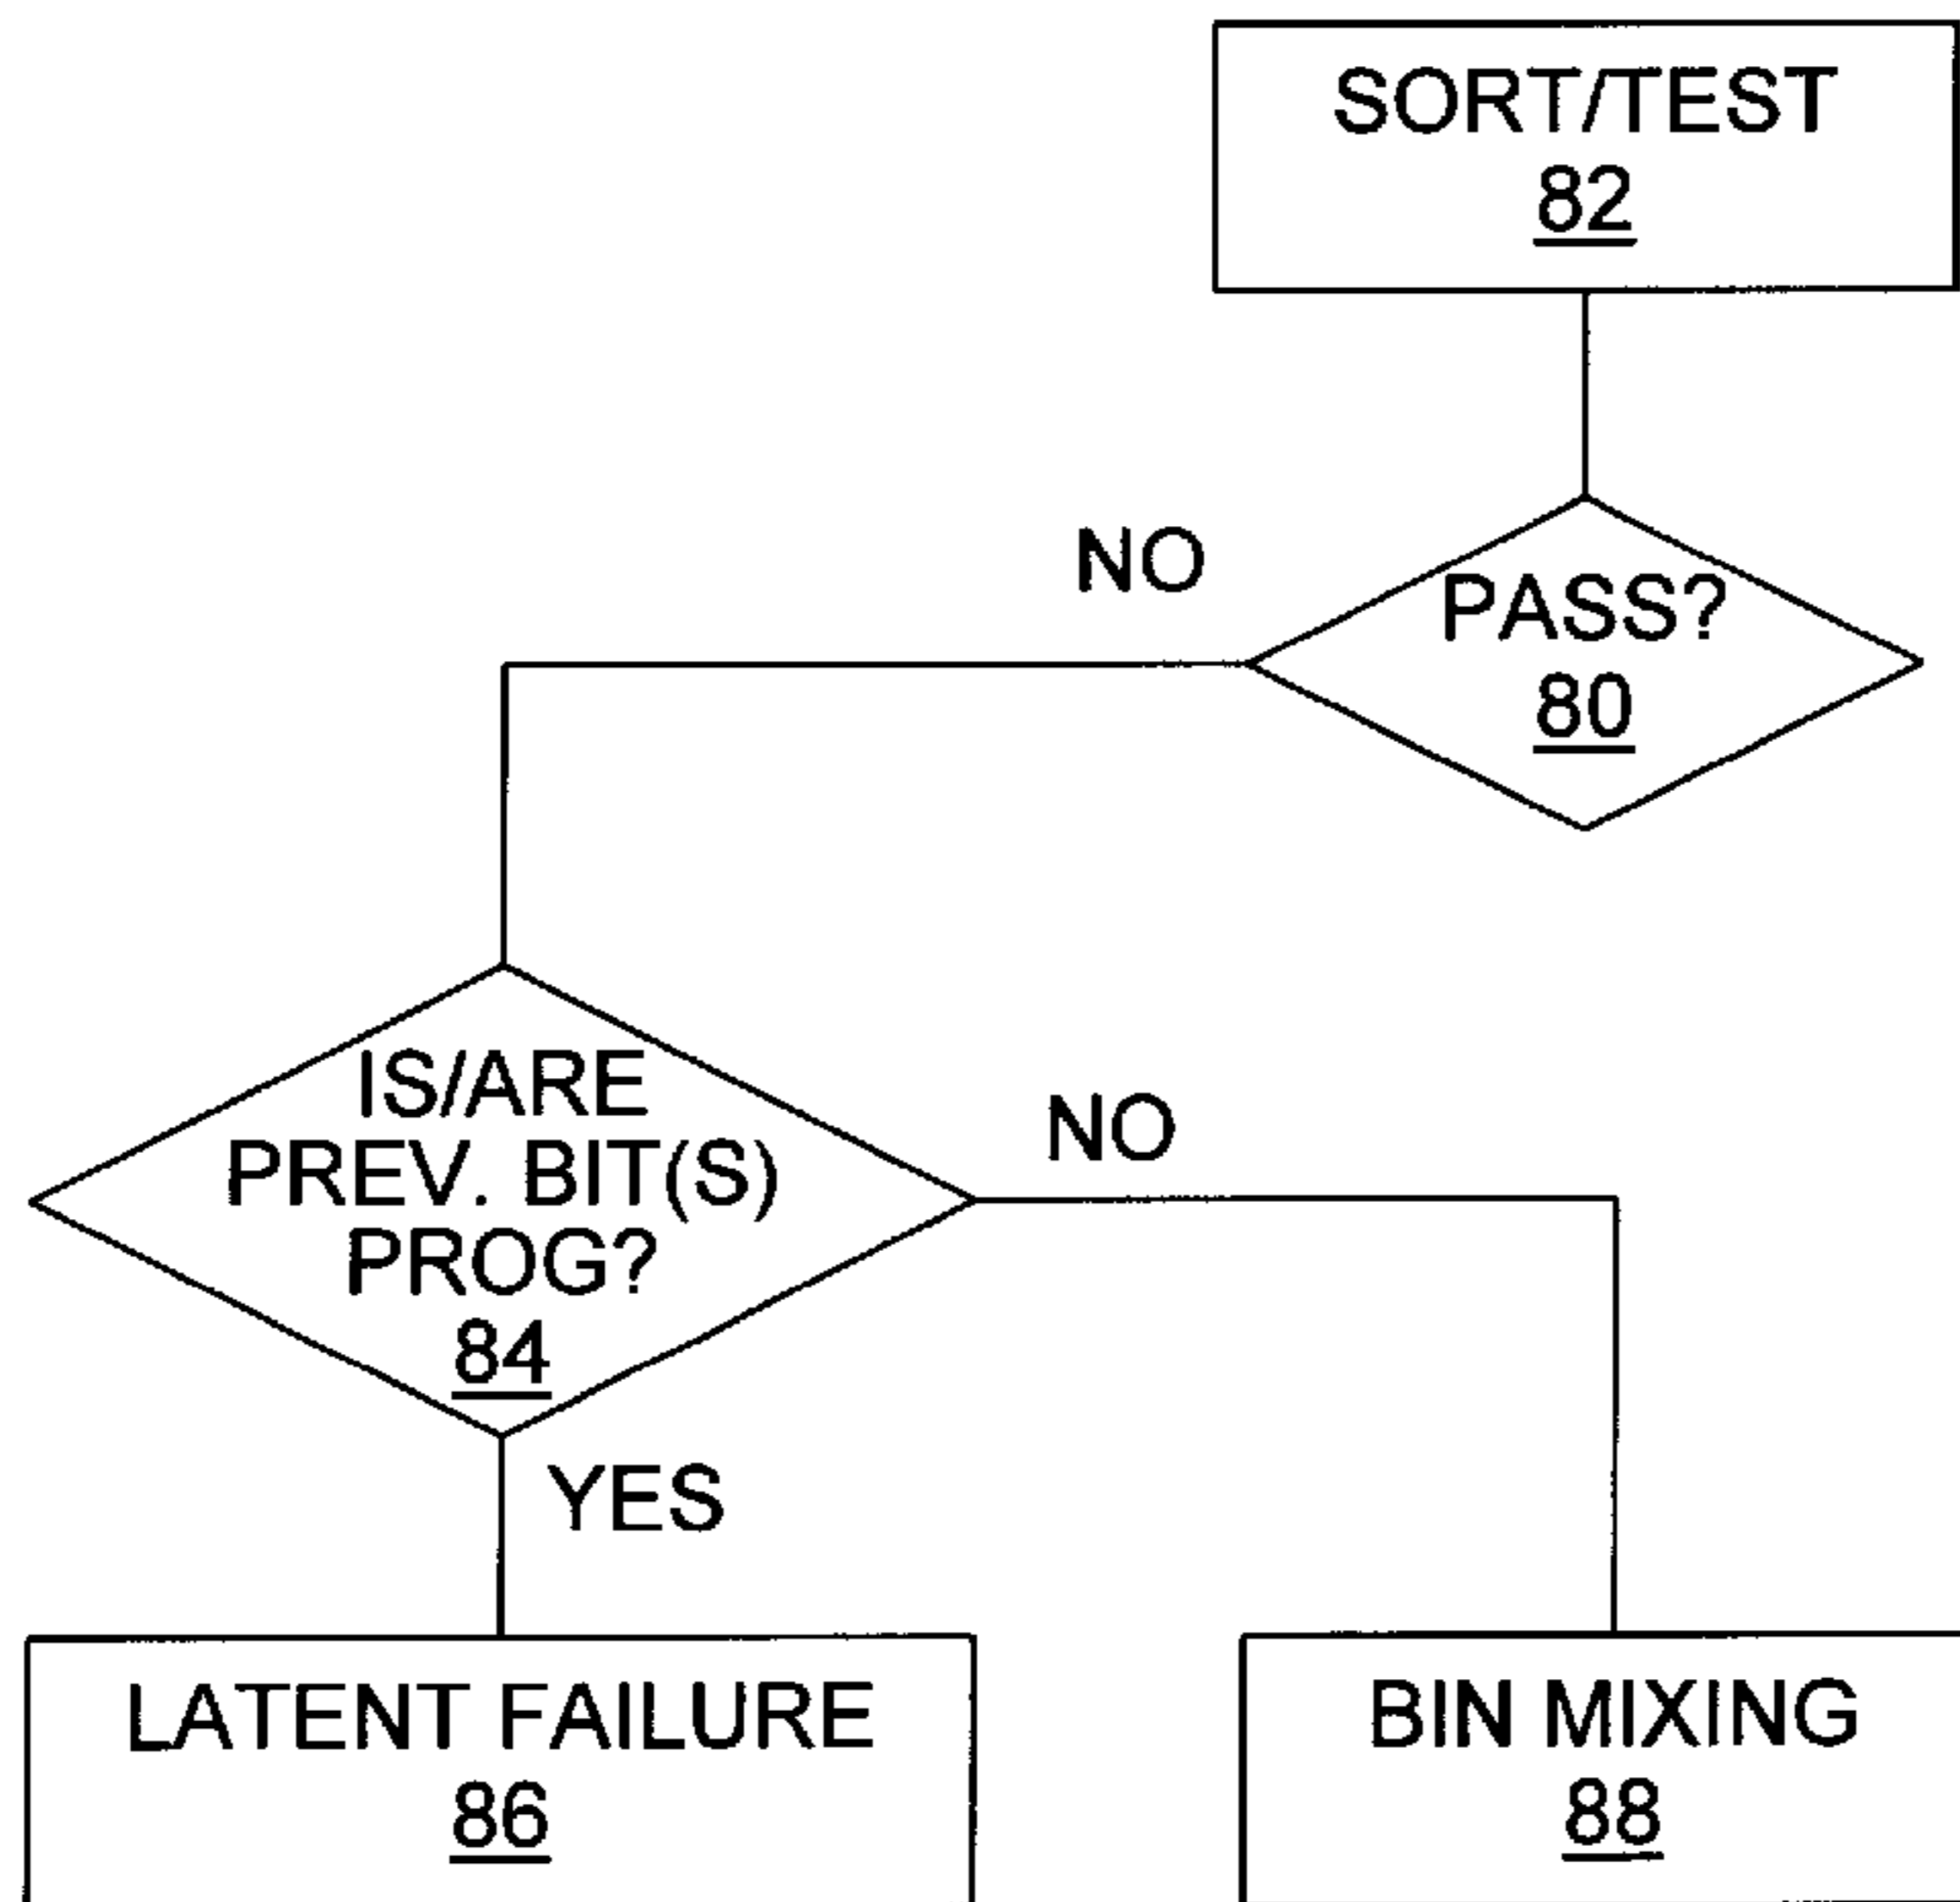 SORT/TEST
82
NO
PASS?
80
IS/ARE
PREV. BIT(S)
PROG?
84
NO
YES
LATENT FAILURE
86
BIN MIXING
88